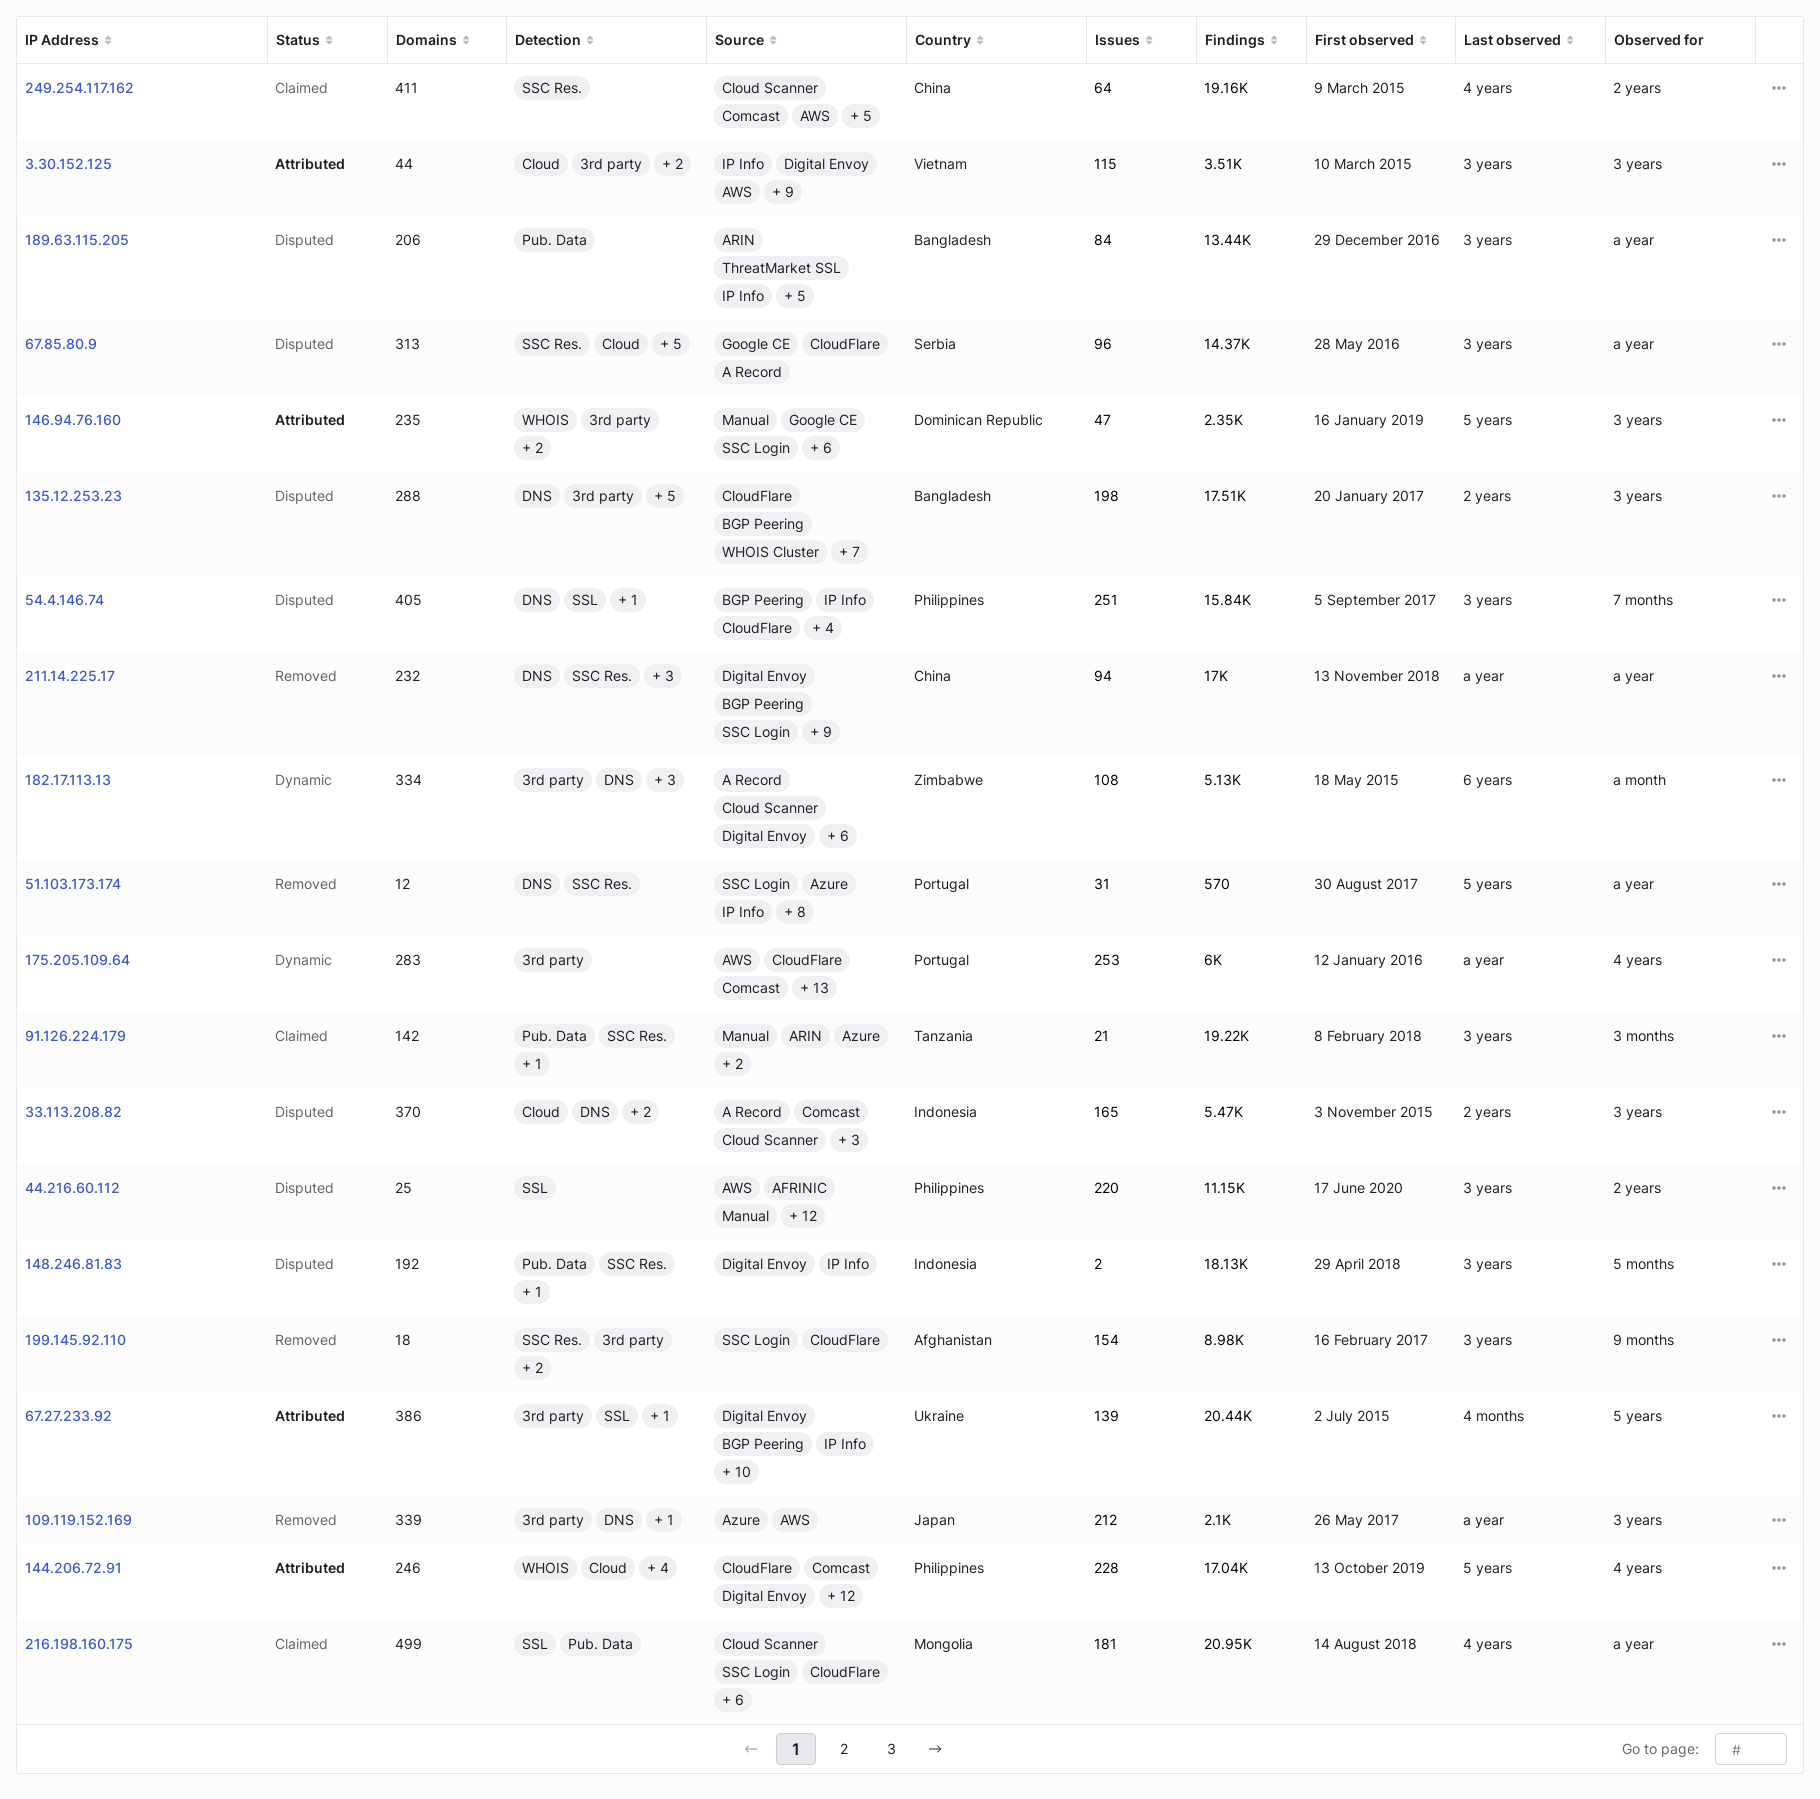 IP Address Status Domains Detection Source Country Issues Findings First observed Last observed Observed for
249.254.117.162 Claimed 411 SSC Res. Cloud Scanner China 64 19.16K 9 March 2015 4 years 2 years
Comcast AWS + 5
3.30.152.125 Attributed 44 Cloud 3rd party + 2 IP Info Digital Envoy Vietnam 115 3.51K 10 March 2015 3 years 3 years
AWS + 9
189.63.115.205 Disputed 206 Pub. Data ARIN Bangladesh 84 13.44K 29 December 2016 3 years a year
ThreatMarket SSL
IP Info + 5
67.85.80.9 Disputed 313 SSC Res. Cloud + 5 Google CE CloudFlare Serbia 96 14.37K 28 May 2016 3 years a year
A Record
146.94.76.160 Attributed 235 WHOIS 3rd party Manual Google CE Dominican Republic 47 2.35K 16 January 2019 5 years 3 years
+ 2 SSC Login + 6
135.12.253.23 Disputed 288 DNS 3rd party + 5 CloudFlare Bangladesh 198 17.51K 20 January 2017 2 years 3 years
BGP Peering
WHOIS Cluster + 7
54.4.146.74 Disputed 405 DNS SSL + 1 BGP Peering IP Info Philippines 251 15.84K 5 September 2017 3 years 7 months
CloudFlare + 4
211.14.225.17 Removed 232 DNS SSC Res. + 3 Digital Envoy China 94 17K 13 November 2018 a year a year
BGP Peering
SSC Login + 9
182.17.113.13 Dynamic 334 3rd party DNS + 3 A Record Zimbabwe 108 5.13K 18 May 2015 6 years a month
Cloud Scanner
Digital Envoy + 6
51.103.173.174 Removed 12 DNS SSC Res. SSC Login Azure Portugal 31 570 30 August 2017 5 years a year
IP Info + 8
175.205.109.64 Dynamic 283 3rd party AWS CloudFlare Portugal 253 6K 12 January 2016 a year 4 years
Comcast + 13
91.126.224.179 Claimed 142 Pub. Data SSC Res. Manual ARIN Azure Tanzania 21 19.22K 8 February 2018 3 years 3 months
+ 1 + 2
33.113.208.82 Disputed 370 Cloud DNS + 2 A Record Comcast Indonesia 165 5.47K 3 November 2015 2 years 3 years
Cloud Scanner + 3
44.216.60.112 Disputed 25 SSL AWS AFRINIC Philippines 220 11.15K 17 June 2020 3 years 2 years
Manual + 12
148.246.81.83 Disputed 192 Pub. Data SSC Res. Digital Envoy IP Info Indonesia 2 18.13K 29 April 2018 3 years 5 months
+ 1
199.145.92.110 Removed 18 SSC Res. 3rd party SSC Login CloudFlare Afghanistan 154 8.98K 16 February 2017 3 years 9 months
+ 2
67.27.233.92 Attributed 386 3rd party SSL + 1 Digital Envoy Ukraine 139 20.44K 2 July 2015 4 months 5 years
BGP Peering IP Info
+ 10
109.119.152.169 Removed 339 3rd party DNS + 1 Azure AWS Japan 212 2.1K 26 May 2017 a year 3 years
144.206.72.91 Attributed 246 WHOIS Cloud + 4 CloudFlare Comcast Philippines 228 17.04K 13 October 2019 5 years 4 years
Digital Envoy + 12
216.198.160.175 Claimed 499 SSL Pub. Data Cloud Scanner Mongolia 181 20.95K 14 August 2018 4 years a year
SSC Login CloudFlare
+ 6
← 1 2 3 → Go to page: #